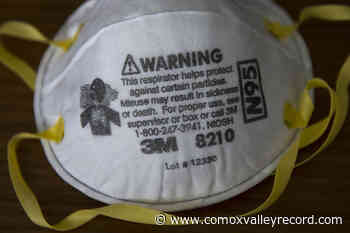 ⚠WARNING
This respirator helps protect
against certain particles.
Misuse may result in sickness
or death. For proper use, see
supervisor or box or call 3M
1-800-247-3941. NIOSH
3M 8210 N95
Lot # 12330
© www.comoxvalleyrecord.com